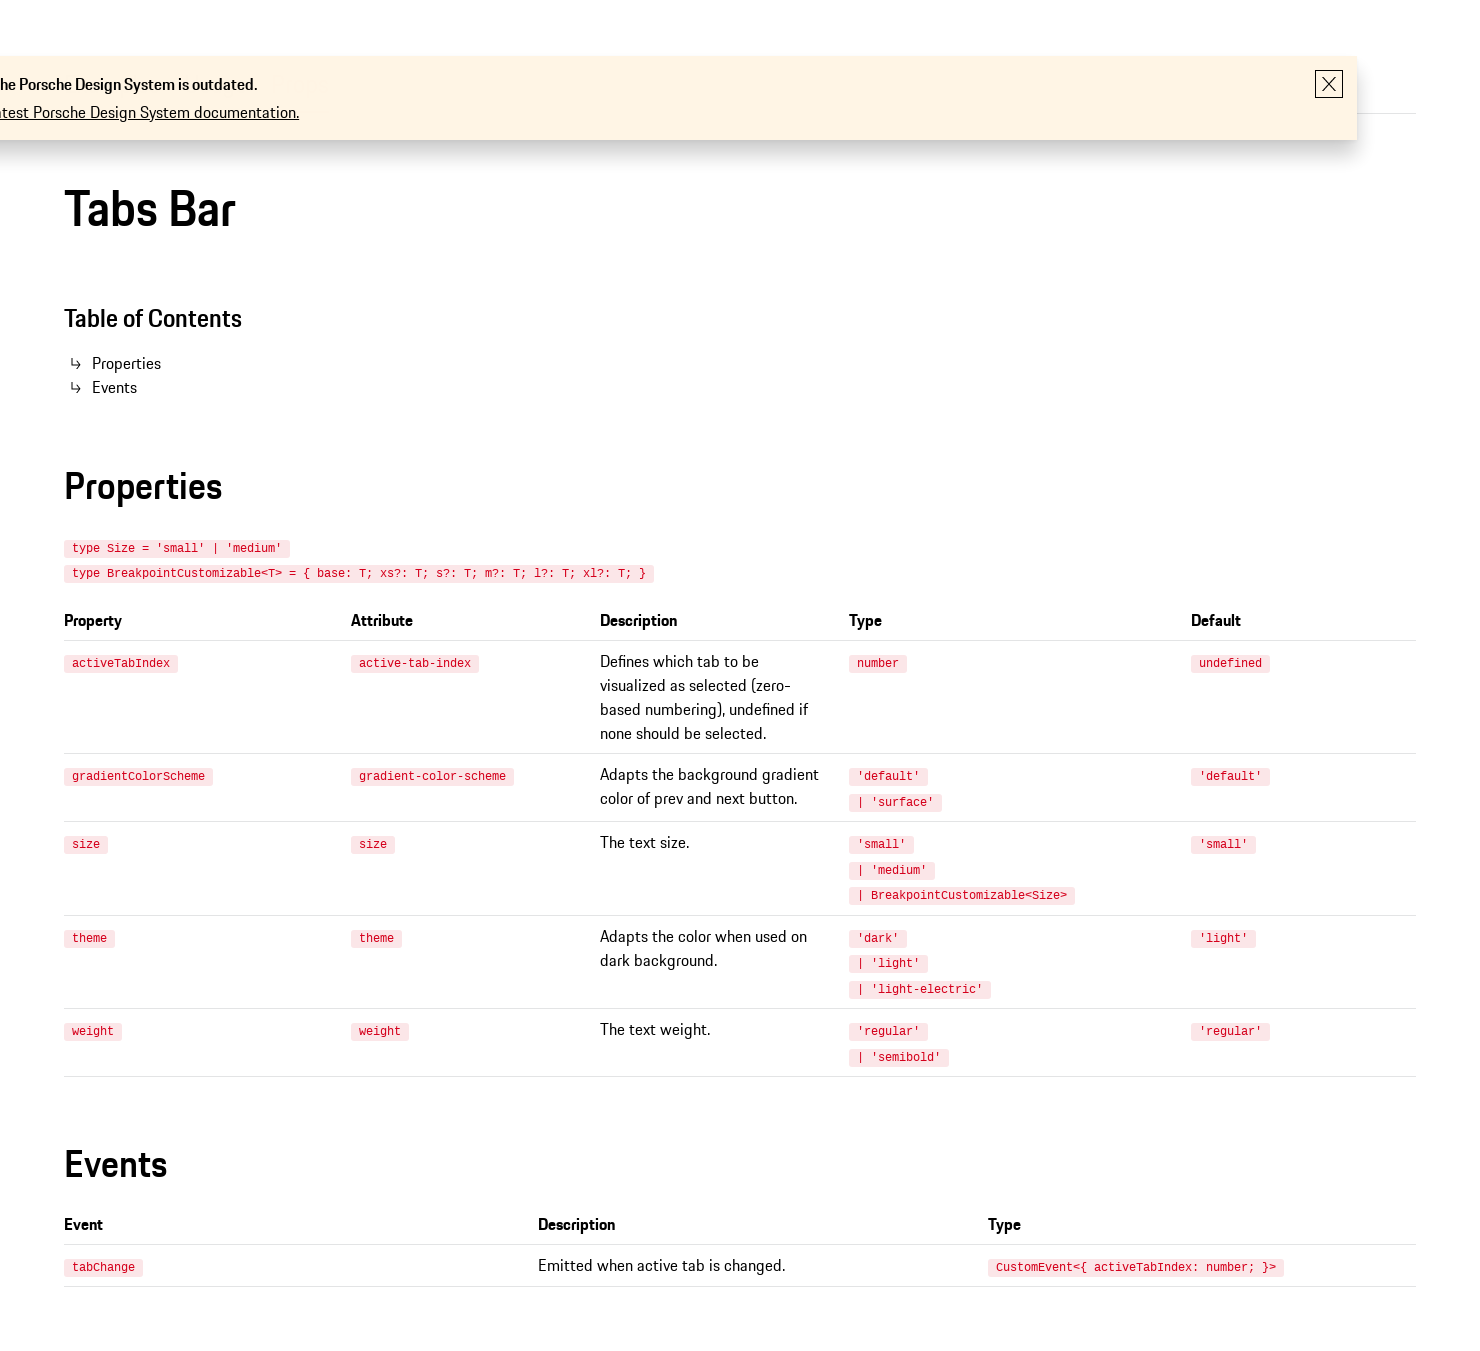 he Porsche Design System is outdated.
test Porsche Design System documentation.
Tabs Bar
Table of Contents
Properties
Events
Properties
type Size = 'small' | 'medium'
type BreakpointCustomizable<T> = { base: T; xs?: T; s?: T; m?: T; l?: T; xl?: T; }
Property Attribute Description Type Default
activeTabIndex active-tab-index Defines which tab to be number undefined
visualized as selected (zero-
based numbering), undefined if
none should be selected.
gradientColorScheme gradient-color-scheme Adapts the background gradient 'default' 'default'
color of prev and next button. | 'surface'
size size The text size. 'small' 'small'
| 'medium'
| BreakpointCustomizable<Size>
theme theme Adapts the color when used on 'dark' 'light'
dark background. | 'light'
| 'light-electric'
weight weight The text weight. 'regular' 'regular'
| 'semibold'
Events
Event Description Type
tabChange Emitted when active tab is changed. CustomEvent<{ activeTabIndex: number; }>